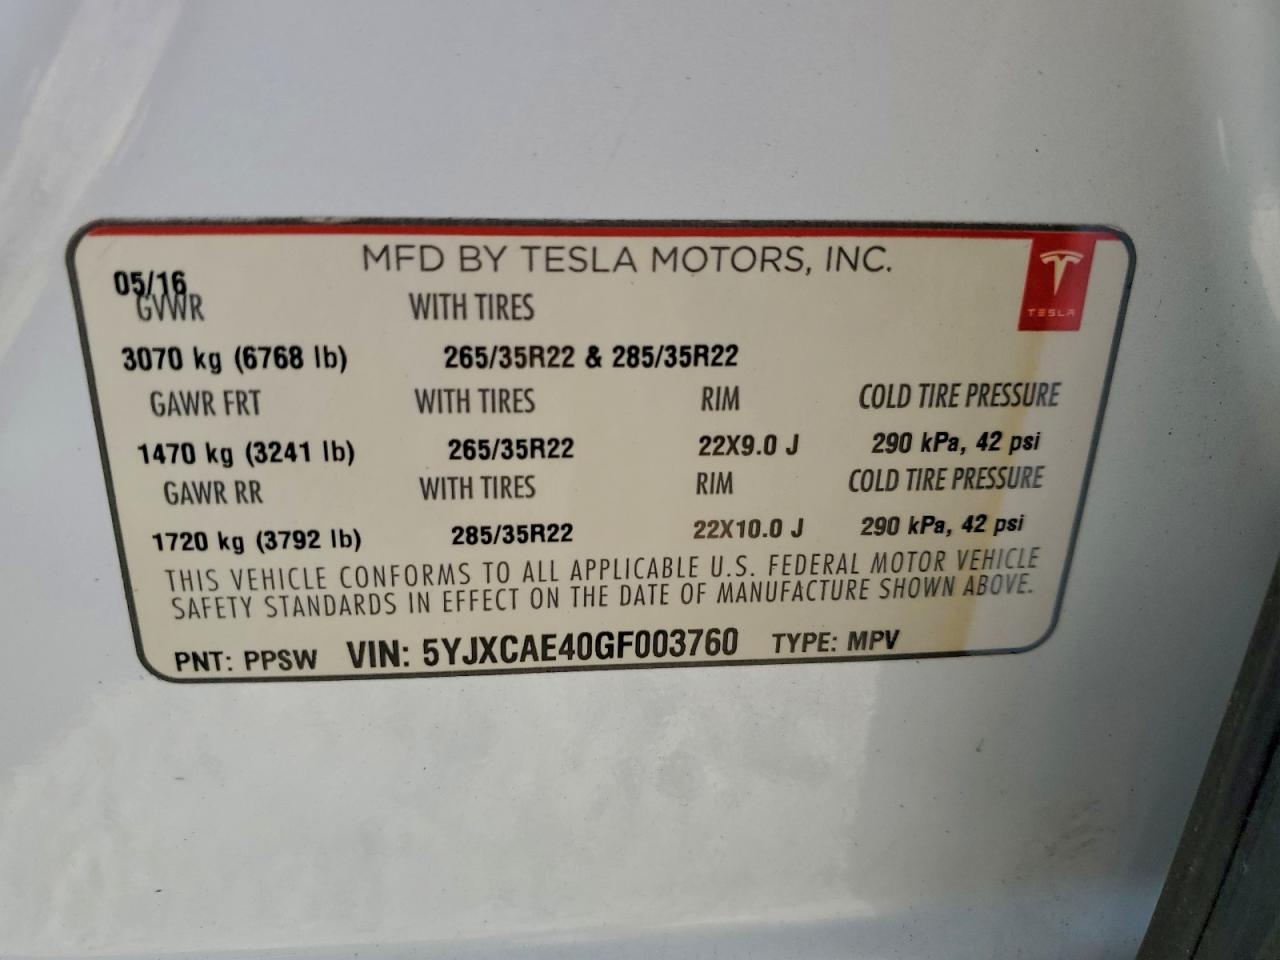 MFD BY TESLA MOTORS, INC.
TESLA
05/16
GVWR WITH TIRES
3070 kg (6768 lb) 265/35R22 & 285/35R22
GAWR FRT WITH TIRES RIM COLD TIRE PRESSURE
1470 kg (3241 lb) 265/35R22 22X9.0 J 290 kPa, 42 psi
GAWR RR WITH TIRES RIM COLD TIRE PRESSURE
1720 kg (3792 lb) 285/35R22 22X10.0 J 290 kPa, 42 psi
THIS VEHICLE CONFORMS TO ALL APPLICABLE U.S. FEDERAL MOTOR VEHICLE
SAFETY STANDARDS IN EFFECT ON THE DATE OF MANUFACTURE SHOWN ABOVE.
PNT: PPSW VIN: 5YJXCAE40GF003760 TYPE: MPV